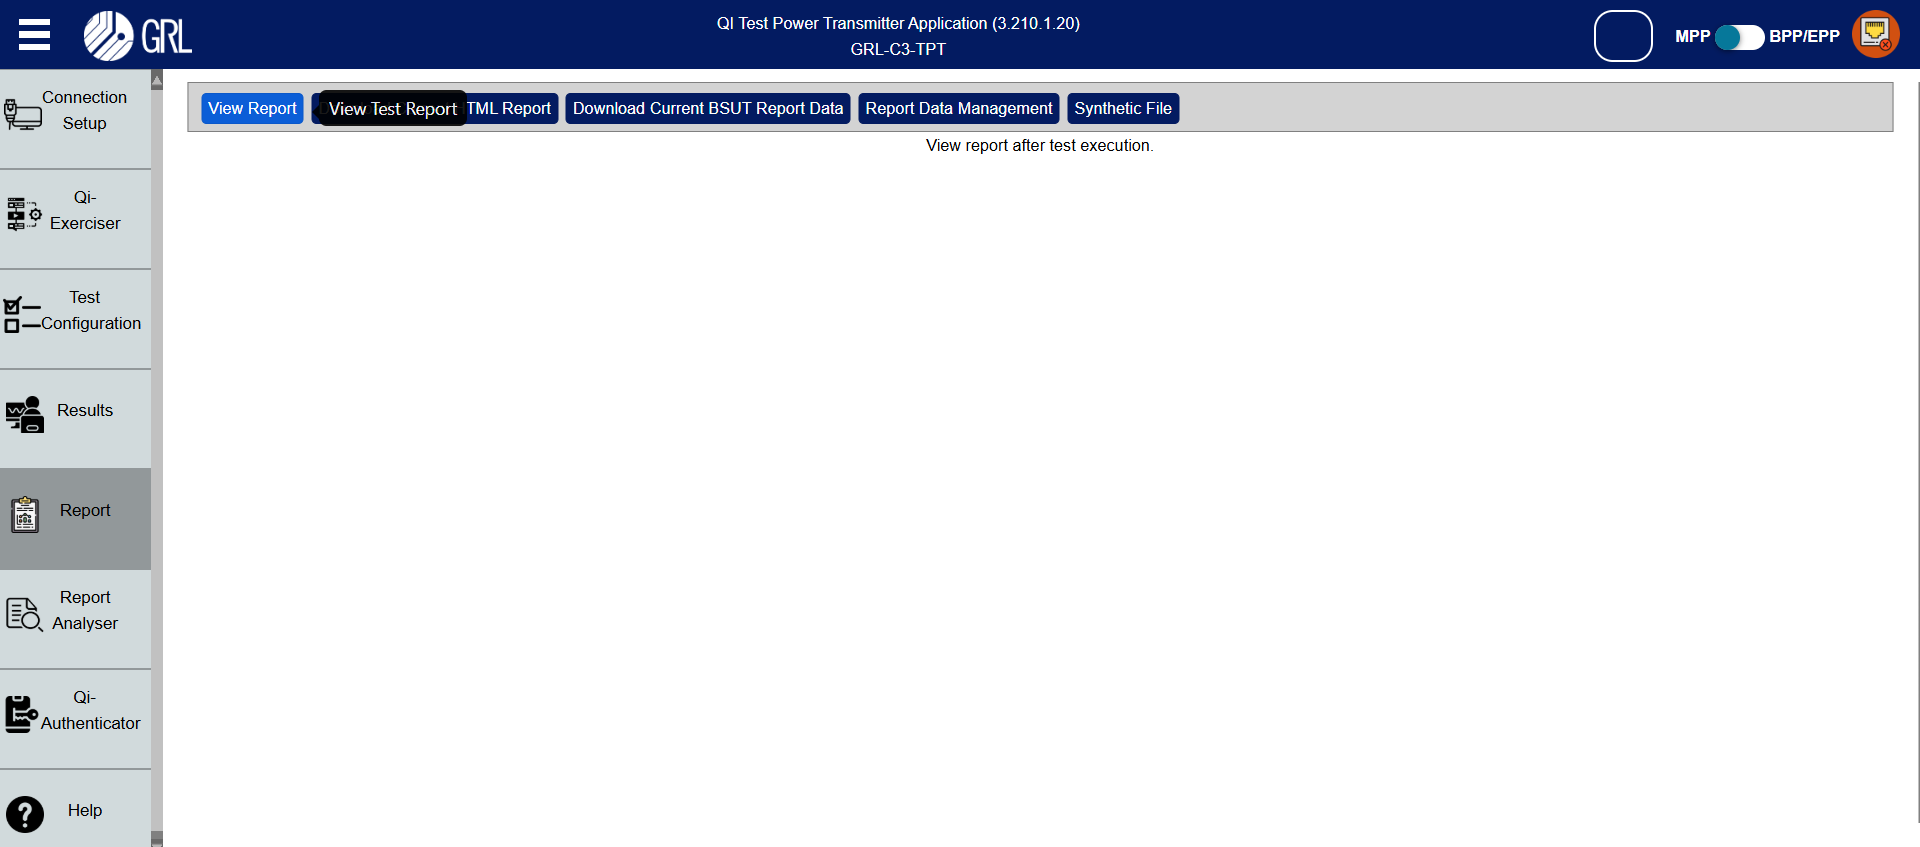 GRL
QI Test Power Transmitter Application (3.210.1.20)
GRL-C3-TPT
MPP
BPP/EPP
Connection
Setup
Qi-
Exerciser
Test
Configuration
Results
Report
Report
Analyser
Qi-
Authenticator
Help
View Report
View Test Report
TML Report
Download Current BSUT Report Data
Report Data Management
Synthetic File
View report after test execution.